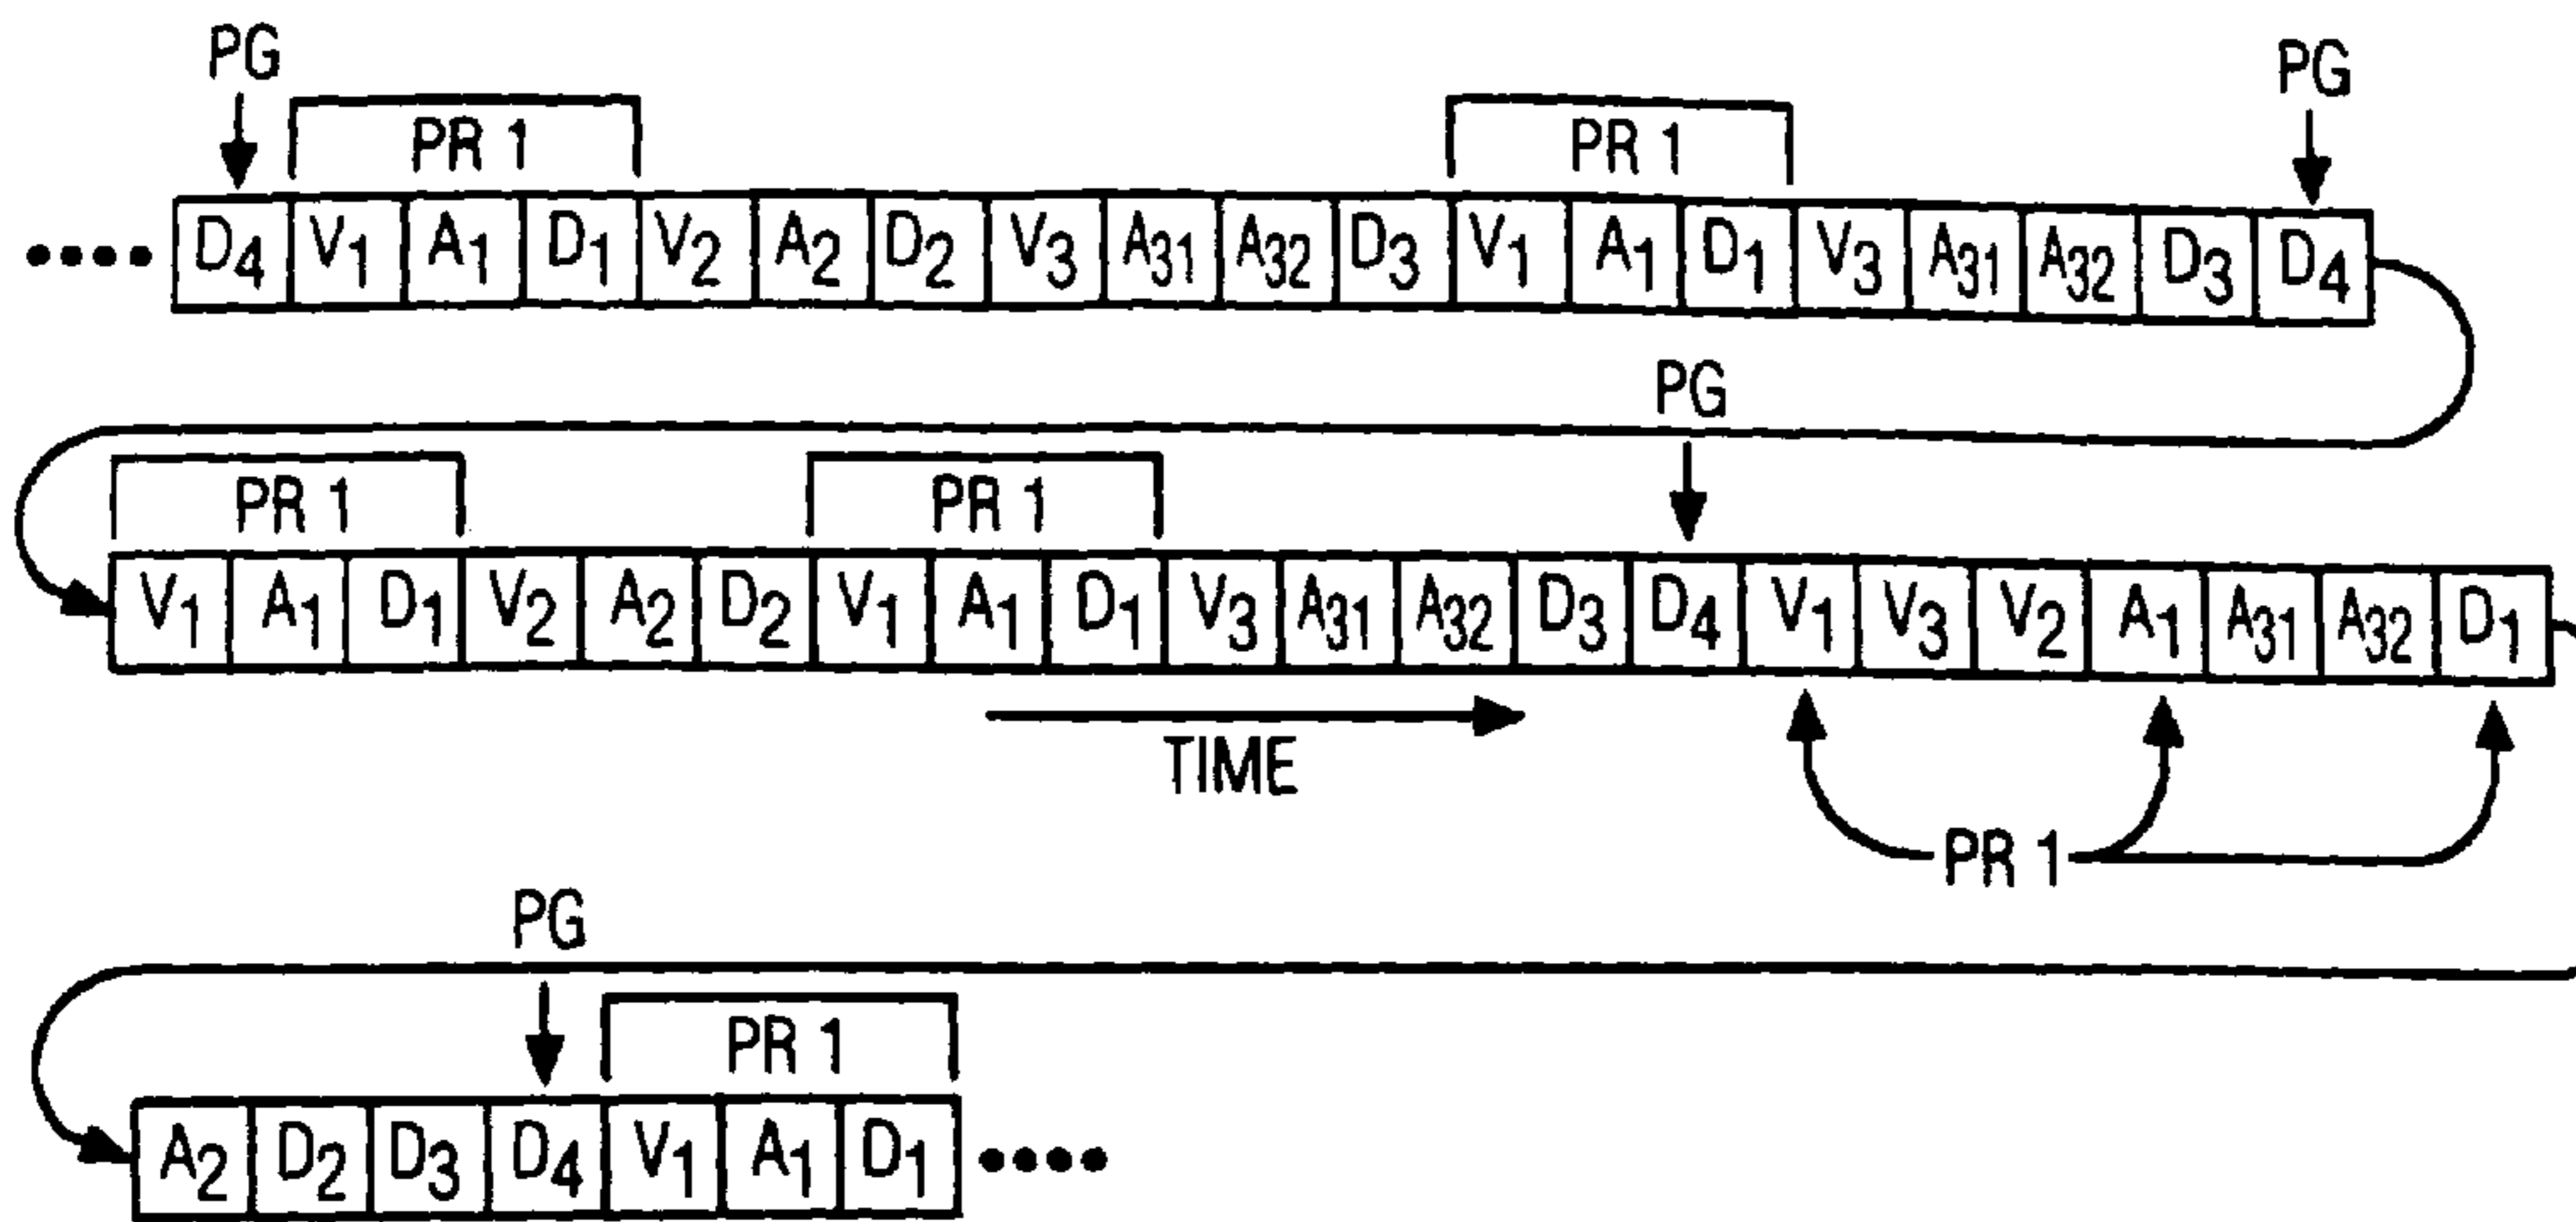 PG PG
PR 1 PR 1
•••• D4 V1 A1 D1 V2 A2 D2 V3 A31 A32 D3 V1 A1 D1 V3 A31 A32 D3 D4
PG
PR 1 PR 1
V1 A1 D1 V2 A2 D2 V1 A1 D1 V3 A31 A32 D3 D4 V1 V3 V2 A1 A31 A32 D1
TIME
PR 1
PG
PR 1
A2 D2 D3 D4 V1 A1 D1 ••••